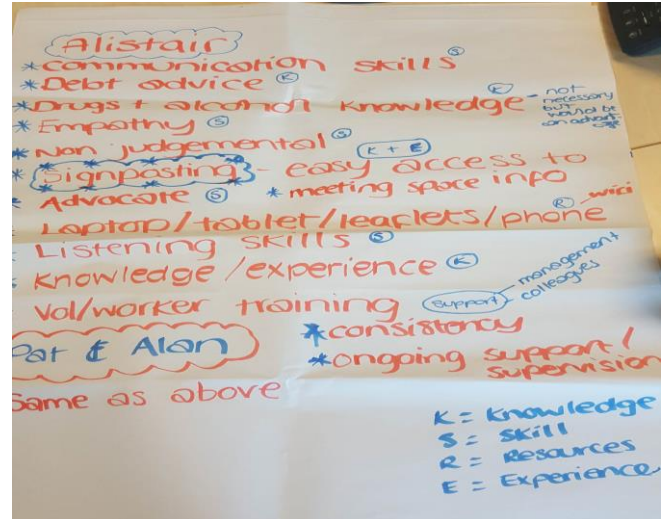 Alistair
*communication skills Ⓢ
*Debt advice Ⓚ
*Drugs + alcohol knowledge Ⓚ - not necessary but would be an advant.
*Empathy Ⓢ
*Non judgemental Ⓢ
*Signposting - easy access to info K + E
*Advocate Ⓢ *meeting space
Laptop/tablet/leaflets/phone Ⓡ wifi
Listening skills Ⓢ
Knowledge/experience Ⓚ
Vol/worker training support management colleagues
Pat & Alan *consistency
*ongoing support/supervision
Same as above
K = Knowledge
S = Skill
R = Resources
E = Experience